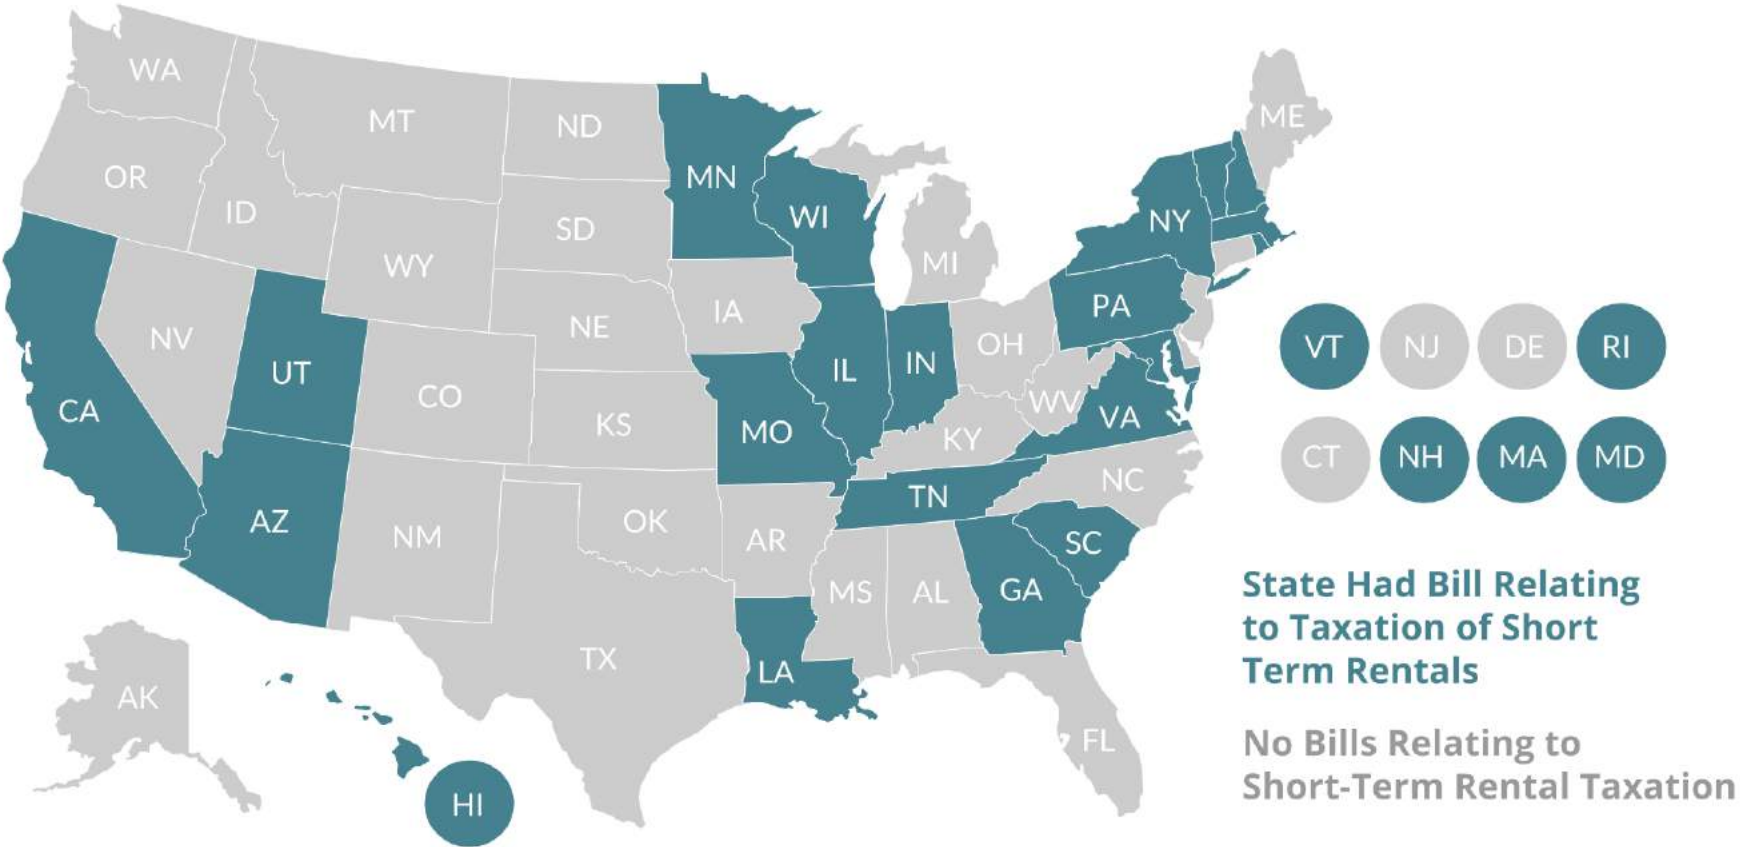 WA
MT
ND
ME
OR
MN
ID
WI
NY
SD
WY
MI
PA
IA
NE
NV
OH
VT
NJ
DE
RI
UT
IL
IN
CO
WV
CA
VA
KS
MO
KY
CT
NH
MA
MD
NC
TN
AZ
OK
NM
AR
SC
MS
AL
GA
State Had Bill Relating
to Taxation of Short
Term Rentals
TX
LA
AK
FL
No Bills Relating to
Short-Term Rental Taxation
HI